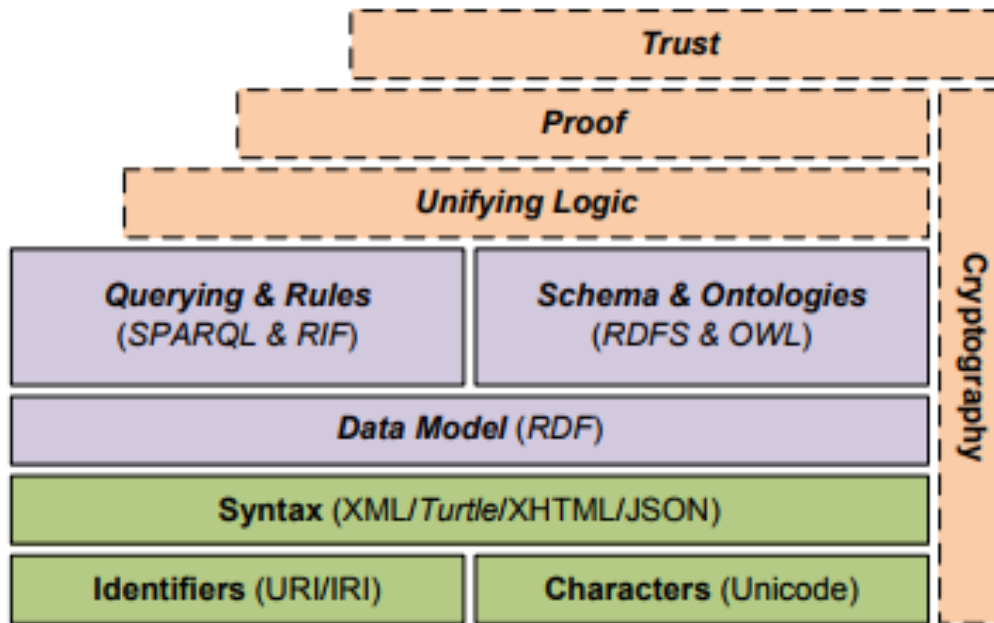 Trust
Proof
Unifying Logic
Querying & Rules
(SPARQL & RIF)
Schema & Ontologies
(RDFS & OWL)
Data Model (RDF)
Syntax (XML/Turtle/XHTML/JSON)
Identifiers (URI/IRI)
Characters (Unicode)
Cryptography